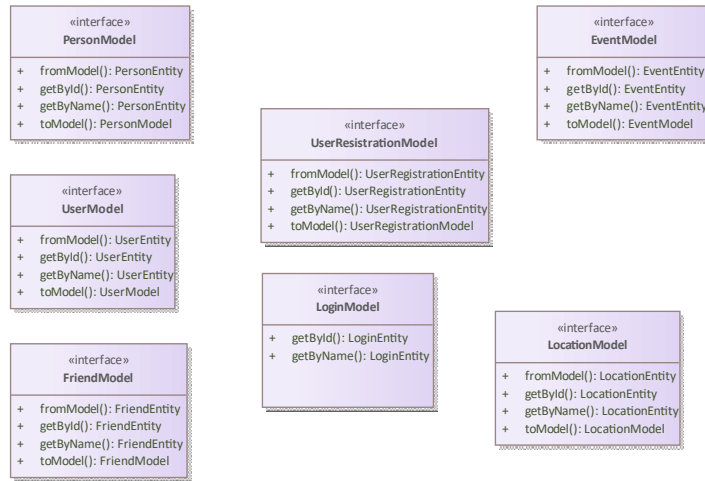 «interface»
PersonModel
+ fromModel(): PersonEntity
+ getById(): PersonEntity
+ getByName(): PersonEntity
+ toModel(): PersonModel
«interface»
EventModel
+ fromModel(): EventEntity
+ getById(): EventEntity
+ getByName(): EventEntity
+ toModel(): EventModel
«interface»
UserResistrationModel
+ fromModel(): UserRegistrationEntity
+ getById(): UserRegistrationEntity
+ getByName(): UserRegistrationEntity
+ toModel(): UserRegistrationModel
«interface»
UserModel
+ fromModel(): UserEntity
+ getById(): UserEntity
+ getByName(): UserEntity
+ toModel(): UserModel
«interface»
LoginModel
+ getById(): LoginEntity
+ getByName(): LoginEntity
«interface»
LocationModel
+ fromModel(): LocationEntity
+ getById(): LocationEntity
+ getByName(): LocationEntity
+ toModel(): LocationModel
«interface»
FriendModel
+ fromModel(): FriendEntity
+ getById(): FriendEntity
+ getByName(): FriendEntity
+ toModel(): FriendModel